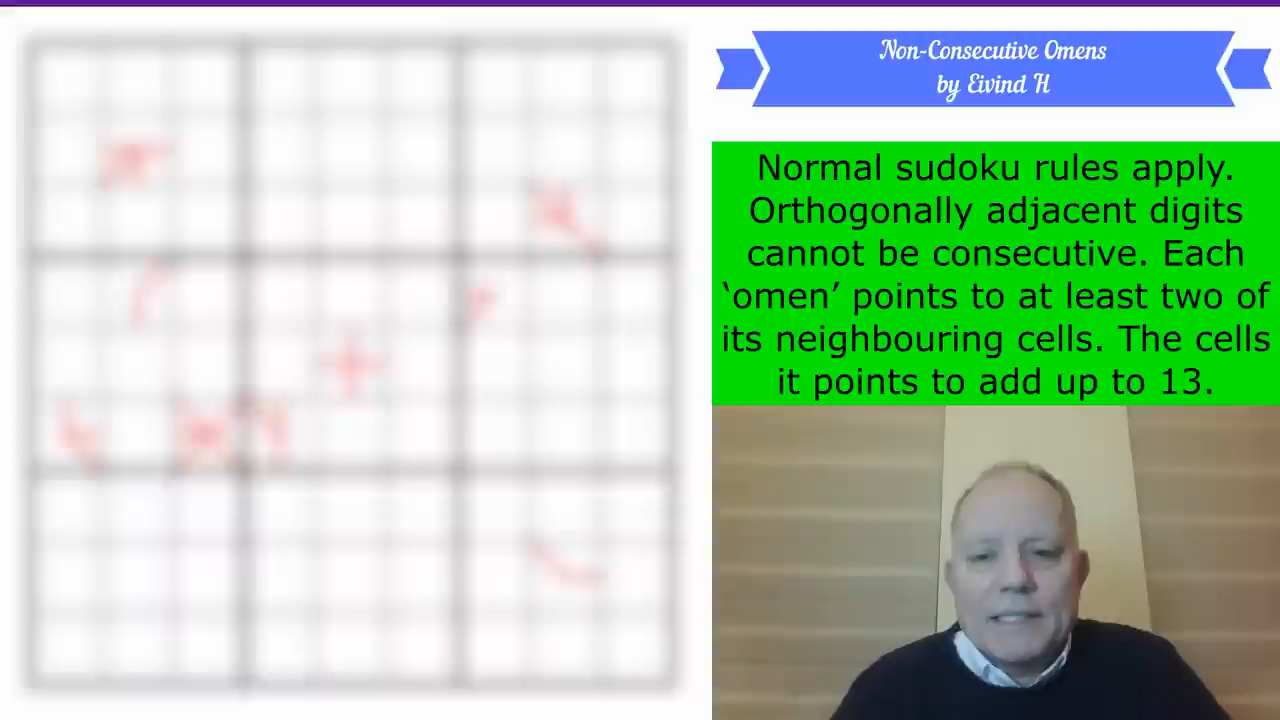 Non-Consecutive Omens
by Eivind H
Normal sudoku rules apply.
Orthogonally adjacent digits
cannot be consecutive. Each
‘omen’ points to at least two of
its neighbouring cells. The cells
it points to add up to 13.